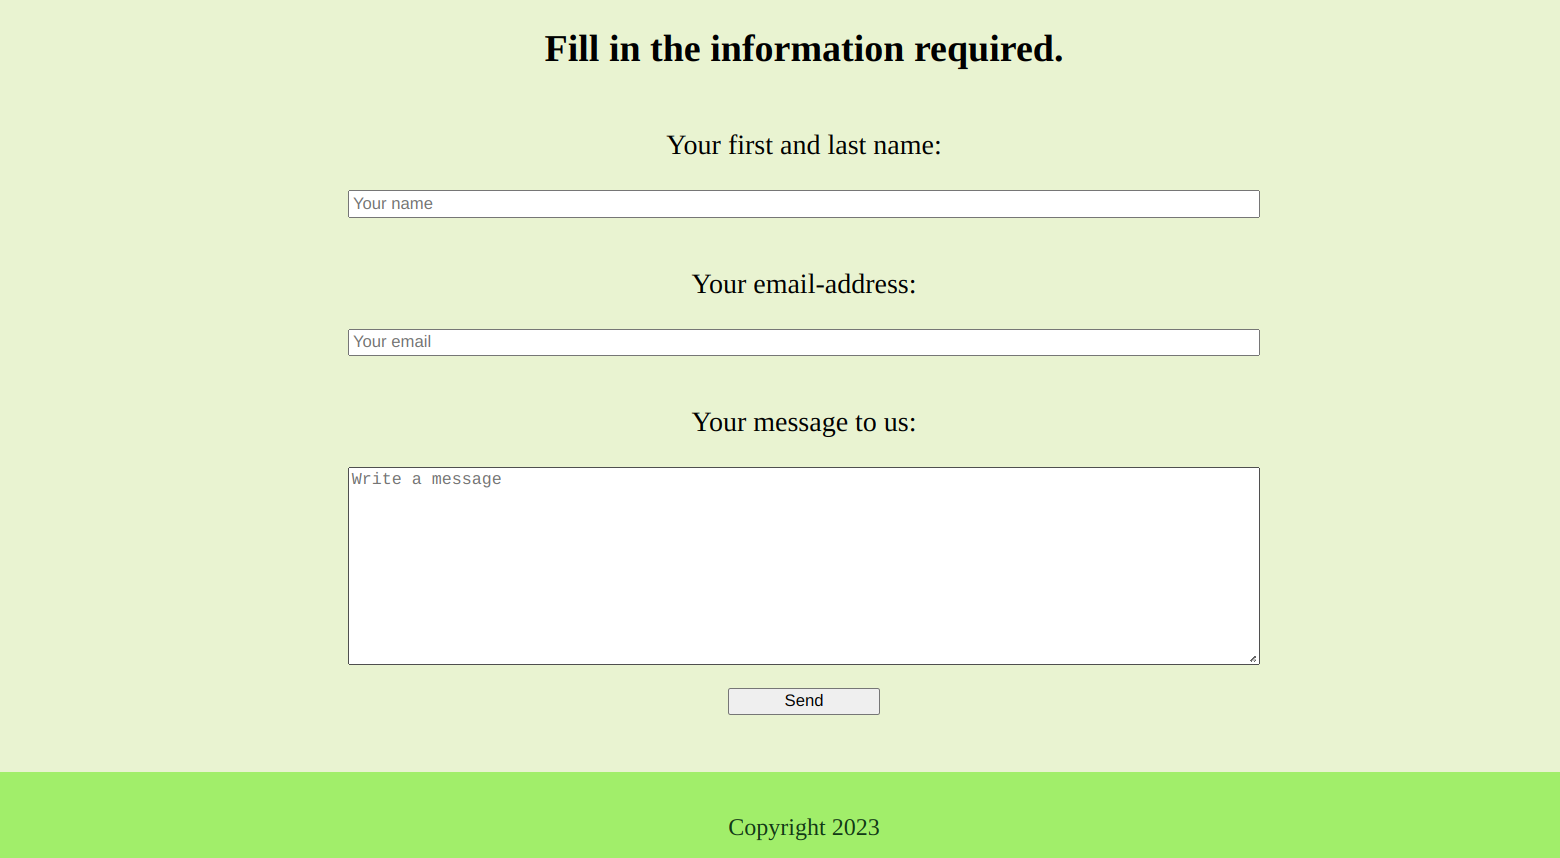 Fill in the information required.
Your first and last name:
Your name
Your email-address:
Your email
Your message to us:
Write a message
Send
Copyright 2023